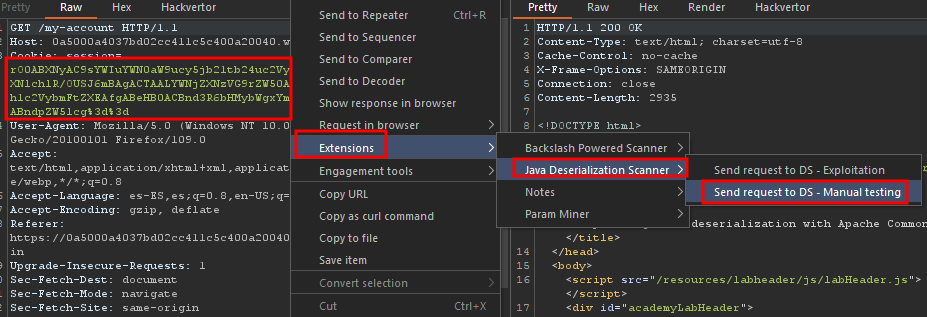 Pretty Raw Hex Hackvertor
GET /my-account HTTP/1.1
Host: 0a5000a4037bd02cc411c5c400a20040.w
Cookie: session=
User-Agent: Mozilla/5.0 (Windows NT 10.0
Gecko/20100101 Firefox/109.0
Accept:
text/html,application/xhtml+xml,applicat
e/webp,*/*;q=0.8
Accept-Language: es-ES,es;q=0.8,en-US;q=
Accept-Encoding: gzip, deflate
Referer:
https://0a5000a4037bd02cc411c5c400a20040
in
Upgrade-Insecure-Requests: 1
Sec-Fetch-Dest: document
Sec-Fetch-Mode: navigate
Sec-Fetch-Site: same-origin
Send to Repeater Ctrl+R
Send to Sequencer
Send to Comparer
Send to Decoder
Show response in browser
Request in browser
Extensions
Engagement tools
Copy URL
Copy as curl command
Copy to file
Save item
Convert selection
Cut Ctrl+X
Backslash Powered Scanner
Java Deserialization Scanner
Notes
Param Miner
Send request to DS - Exploitation
Send request to DS - Manual testing
Pretty Raw Hex Render Hackvertor
1 HTTP/1.1 200 OK
2 Content-Type: text/html; charset=utf-8
3 Cache-Control: no-cache
4 X-Frame-Options: SAMEORIGIN
5 Connection: close
6 Content-Length: 2935
7
8 <!DOCTYPE html>
deserialization with Apache Common
</title>
14 </head>
15 <body>
16 <script src="/resources/labheader/js/labHeader.js">
</script>
17 <div id="academyLabHeader">